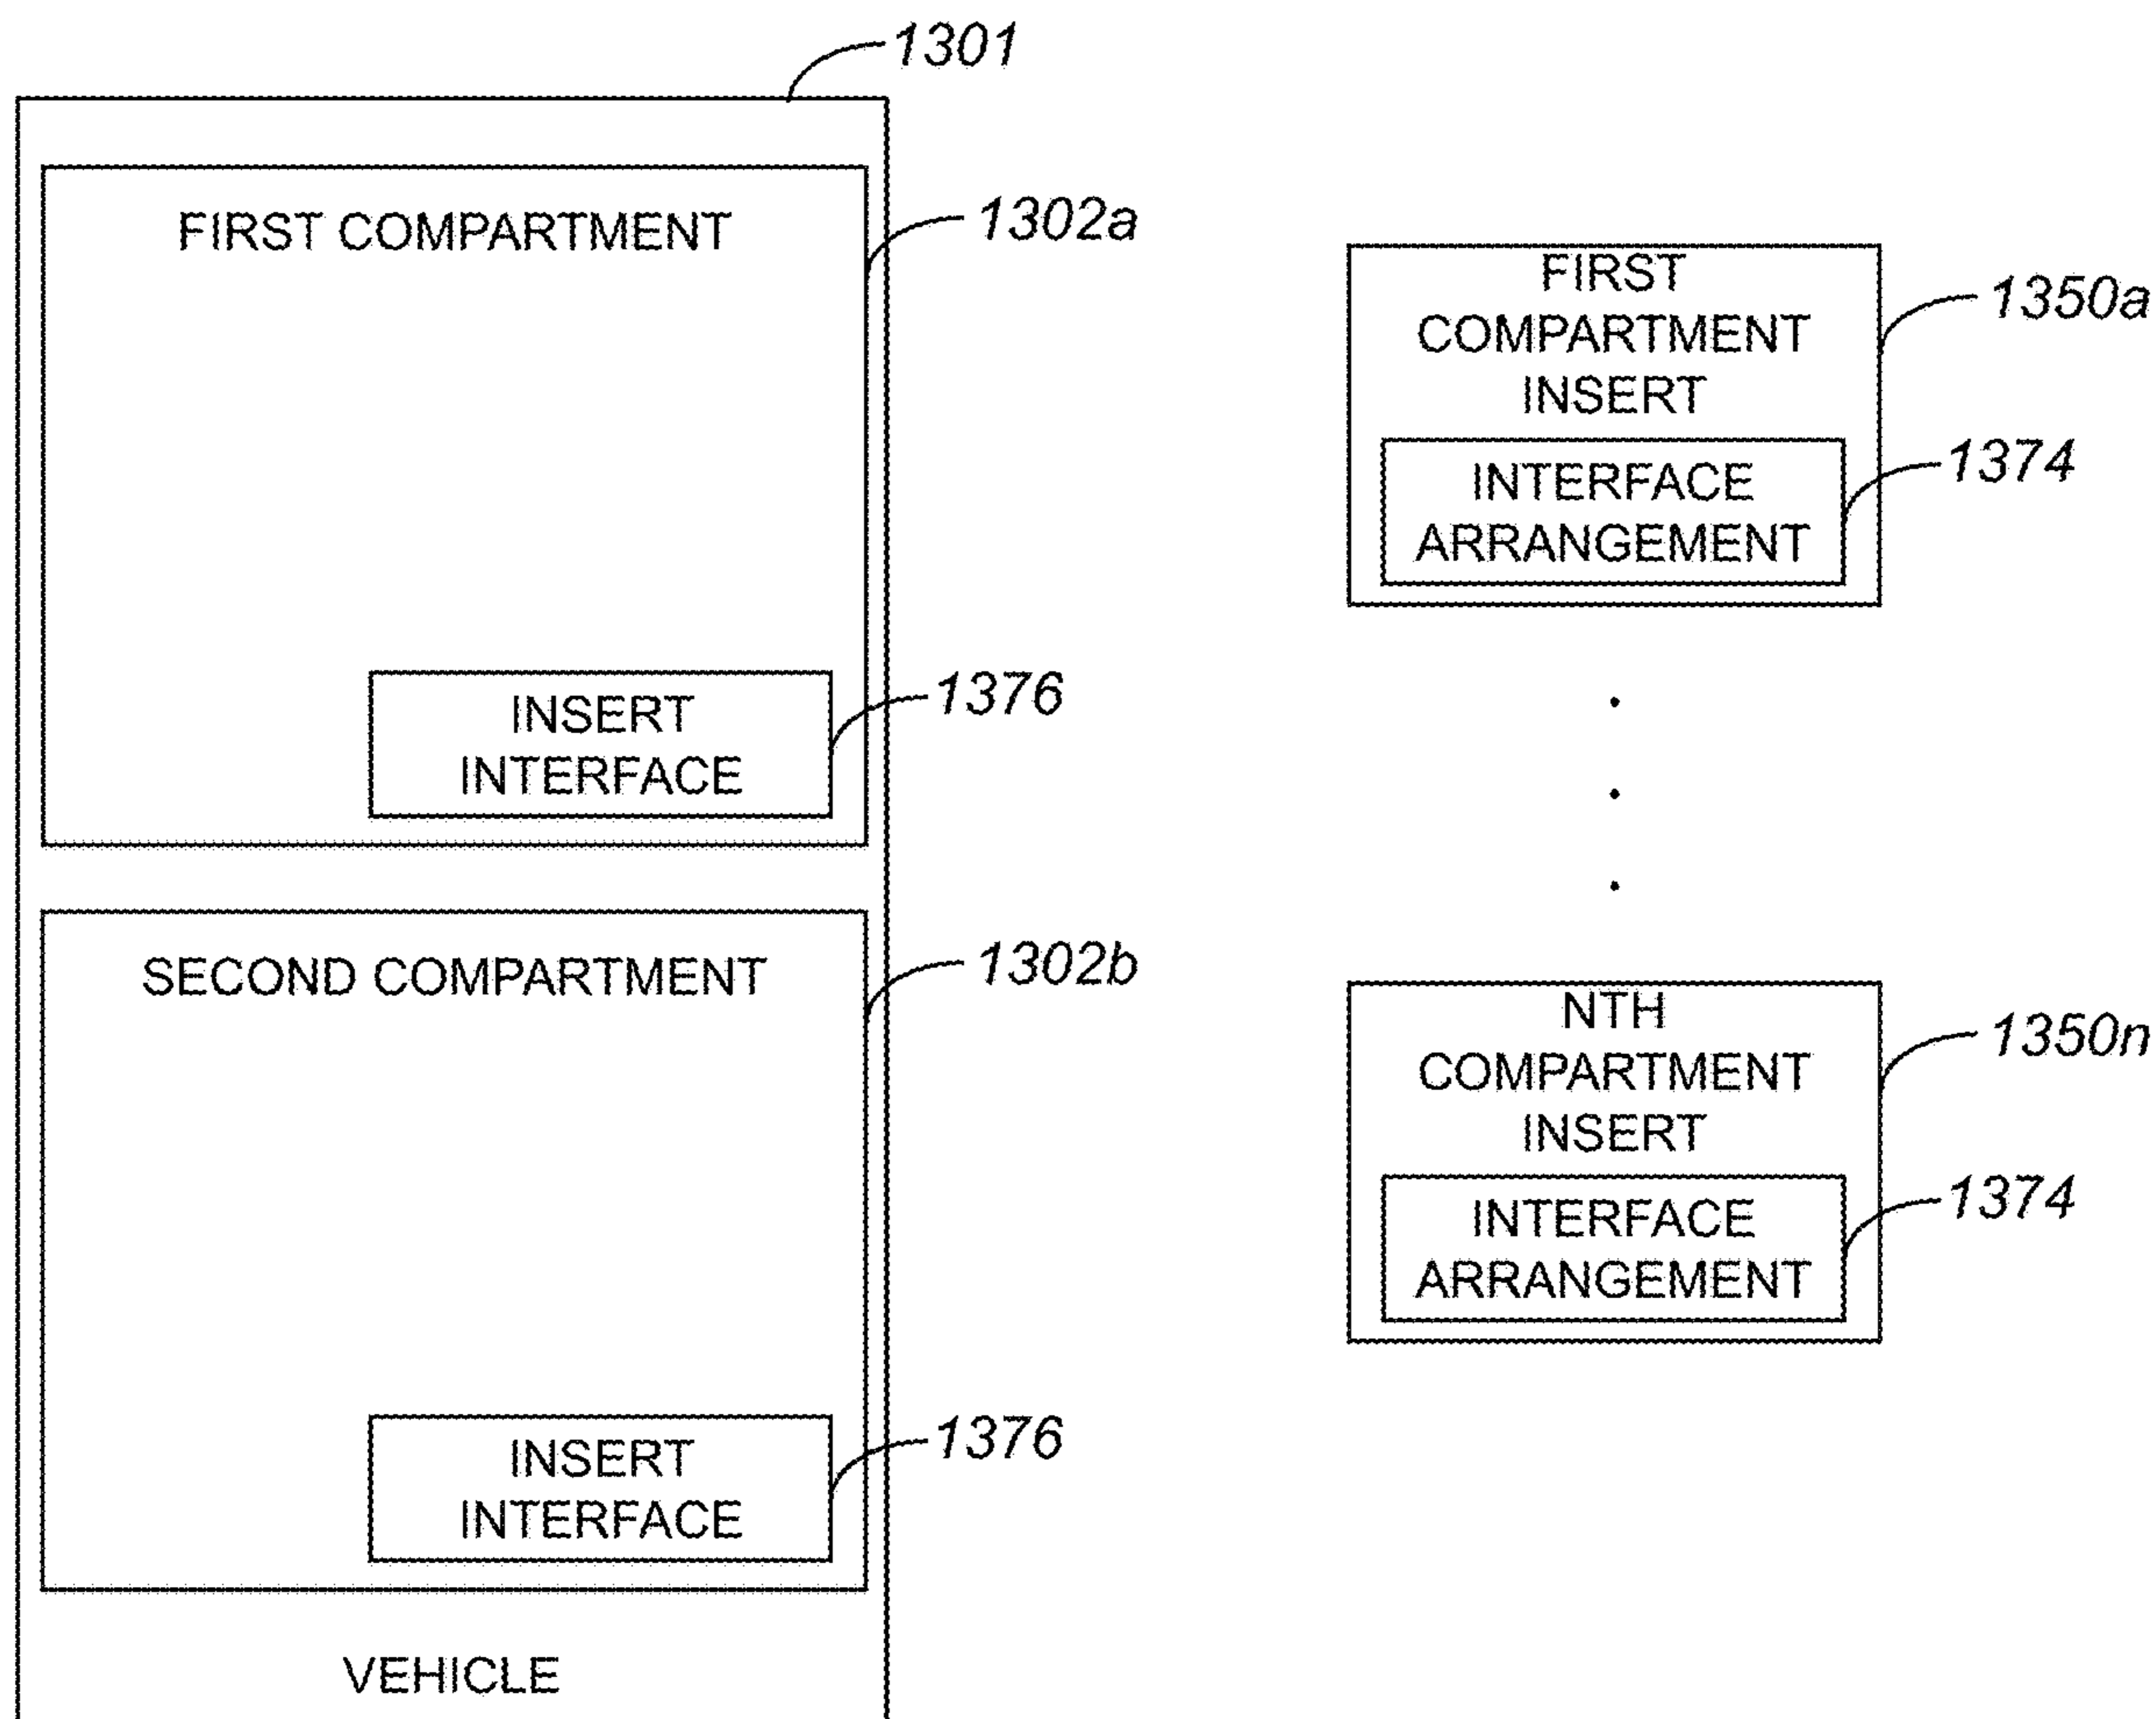 1301
FIRST COMPARTMENT
1302a
INSERT
INTERFACE
1376
SECOND COMPARTMENT
1302b
INSERT
INTERFACE
1376
VEHICLE
FIRST
COMPARTMENT
INSERT
1350a
INTERFACE
ARRANGEMENT
1374
.
.
.
NTH
COMPARTMENT
INSERT
1350n
INTERFACE
ARRANGEMENT
1374